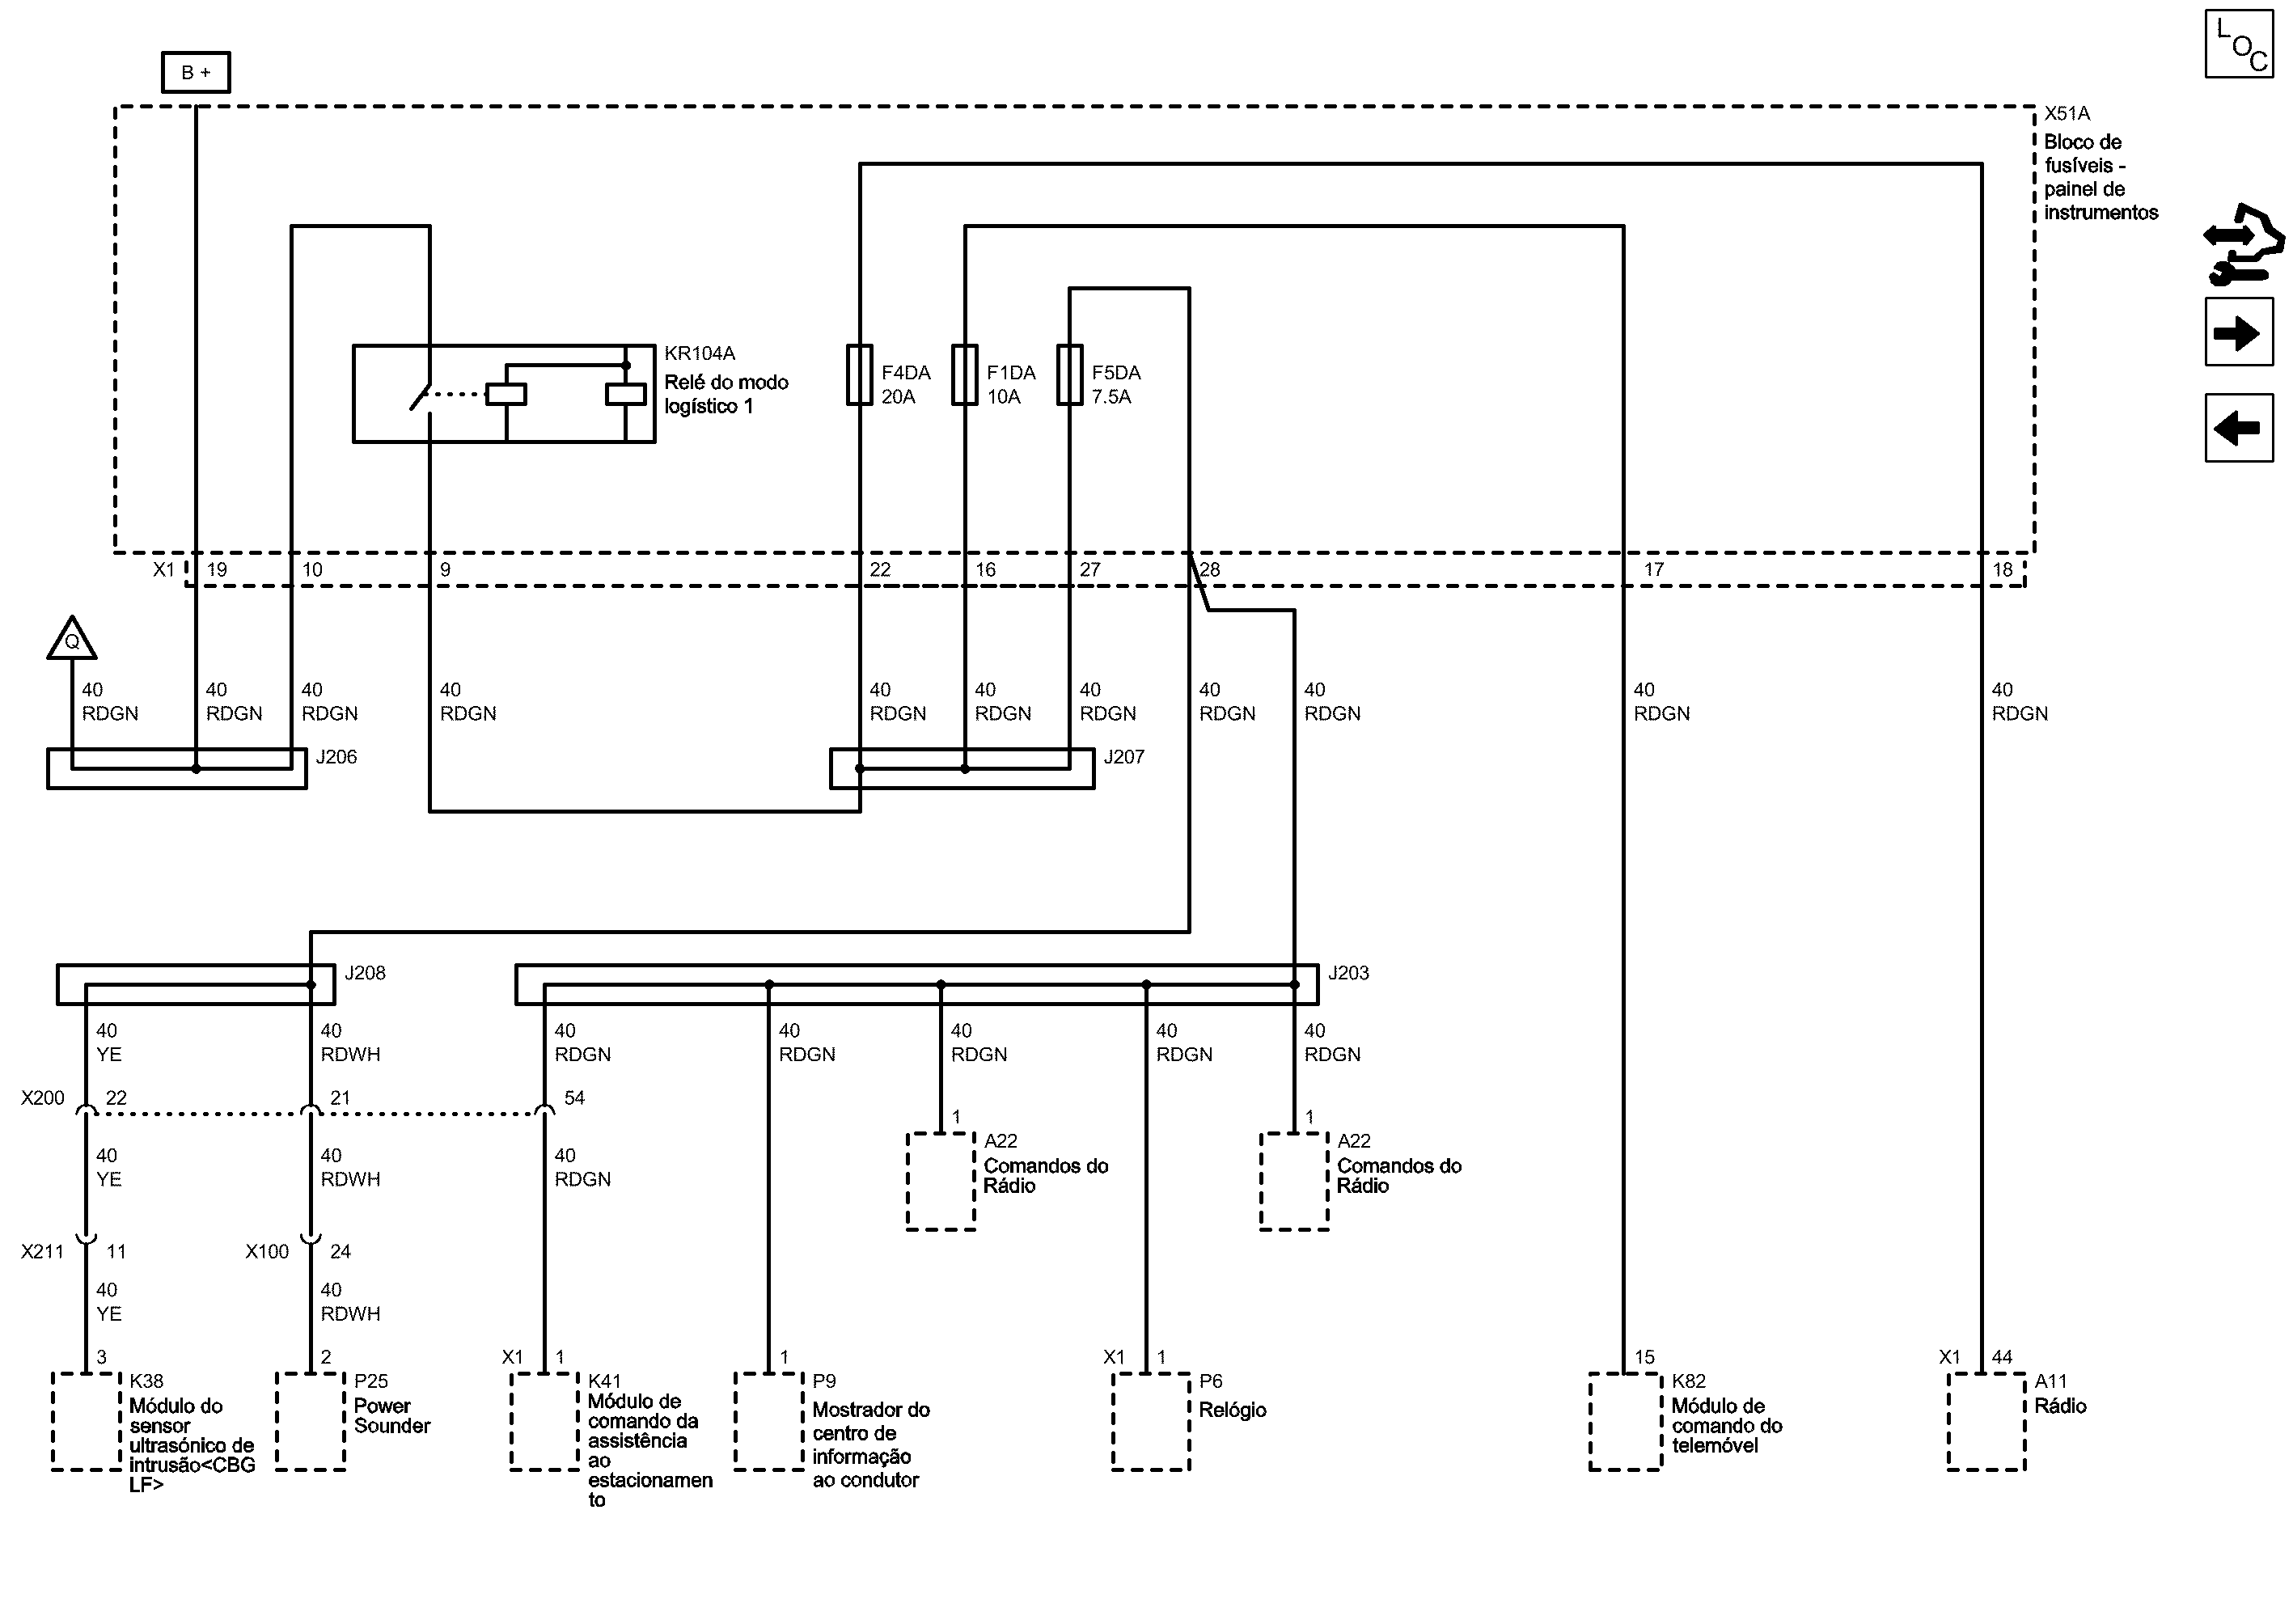 L
O
C
B +
X51A
Bloco de
fusíveis -
painel de
instrumentos
KR104A
Relé do modo
logístico 1
F4DA
20A
F1DA
10A
F5DA
7.5A
X1
19
10
9
22
16
27
28
17
18
Q
40
RDGN
40
RDGN
40
RDGN
40
RDGN
40
RDGN
40
RDGN
40
RDGN
40
RDGN
40
RDGN
40
RDGN
40
RDGN
J206
J207
J208
J203
40
YE
40
RDWH
40
RDGN
40
RDGN
40
RDGN
40
RDGN
40
RDGN
X200
22
21
54
1
A22
Comandos do
Rádio
1
A22
Comandos do
Rádio
40
YE
40
RDWH
40
RDGN
X211
11
X100
24
40
YE
40
RDWH
3
K38
Módulo do
sensor
ultrasónico de
intrusão<CBG
LF>
2
P25
Power
Sounder
X1
1
K41
Módulo de
comando da
assistência
ao
estacionamen
to
1
P9
Mostrador do
centro de
informação
ao condutor
X1
1
P6
Relógio
15
K82
Módulo de
comando do
telemóvel
X1
44
A11
Rádio